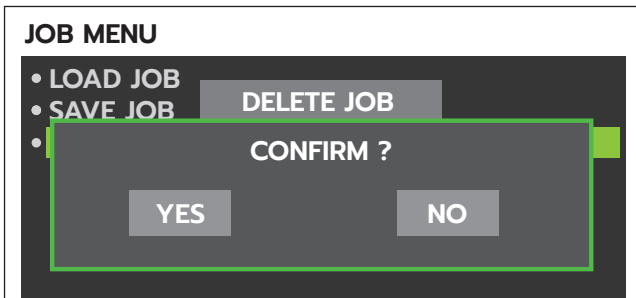 JOB MENU
• LOAD JOB
• SAVE JOB
DELETE JOB
•
CONFIRM ?
YES NO